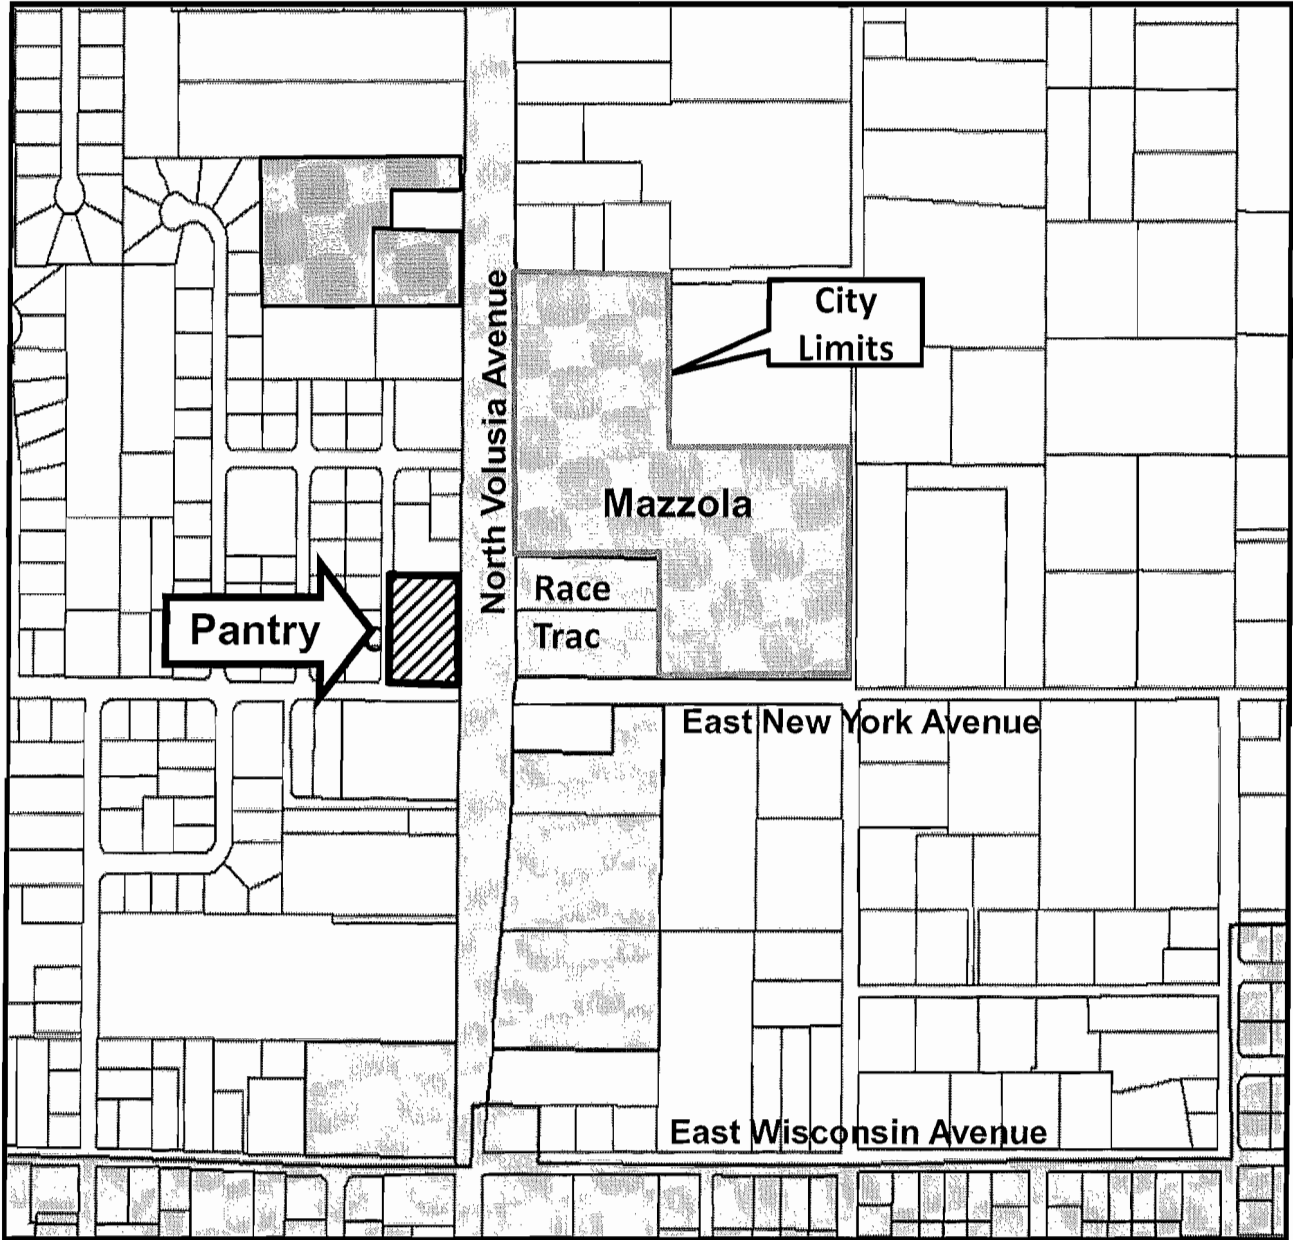 City
Limits
North Volusia Avenue
Mazzola
Race
Trac
Pantry
East New York Avenue
East Wisconsin Avenue